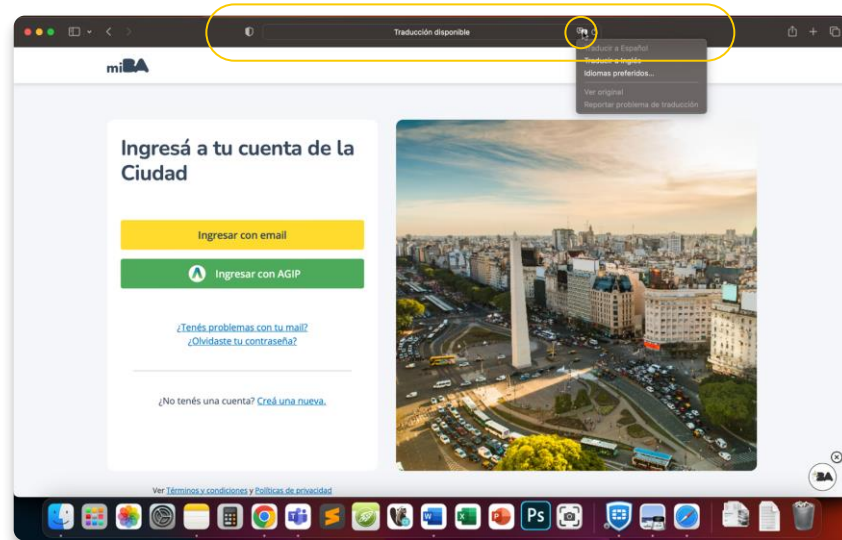 Traducción disponible
miBA
Traducir a Español
Traducir a Inglés
Idiomas preferidos...
Ver original
Reportar problema de traducción
Ingresá a tu cuenta de la
Ciudad
Ingresar con email
Ingresar con AGIP
¿Tenés problemas con tu mail?
¿Olvidaste tu contraseña?
¿No tenés una cuenta? Creá una nueva.
BA
Ver Términos y condiciones y Políticas de privacidad
W
X
P
Ps